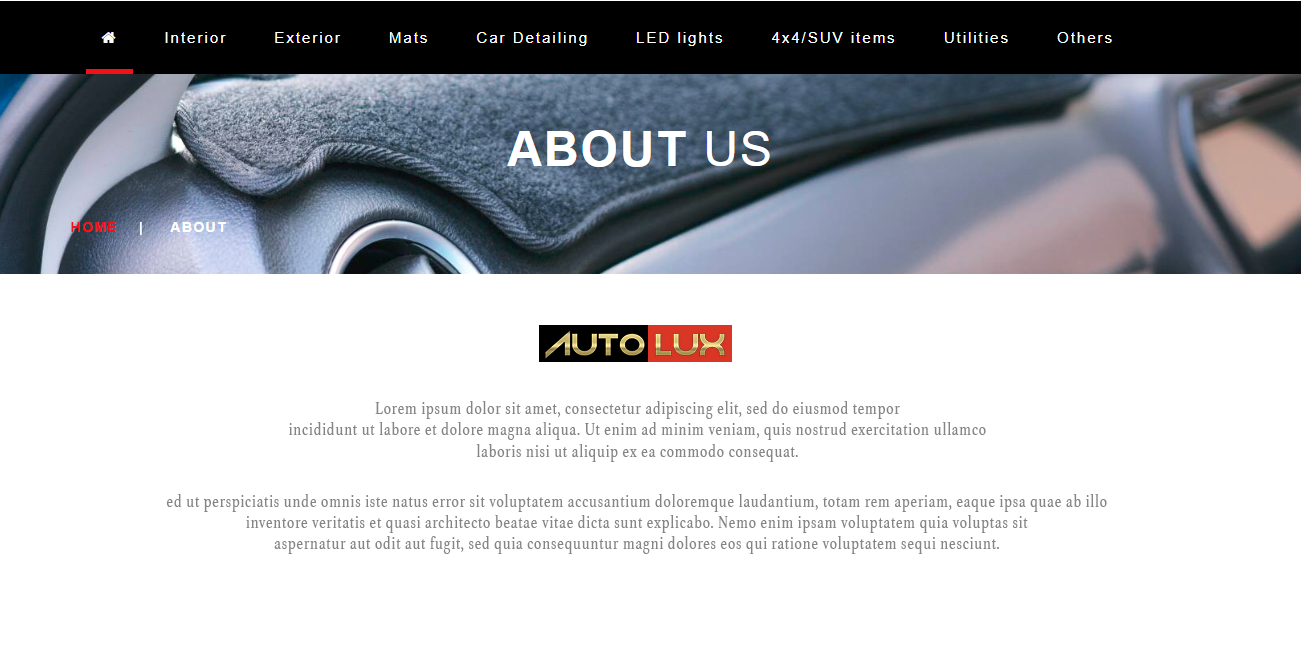 Interior Exterior Mats Car Detailing LED lights 4x4/SUV items Utilities Others
ABOUT US
HOME | ABOUT
AUTO LUX
Lorem ipsum dolor sit amet, consectetur adipiscing elit, sed do eiusmod tempor
incididunt ut labore et dolore magna aliqua. Ut enim ad minim veniam, quis nostrud exercitation ullamco
laboris nisi ut aliquip ex ea commodo consequat.
ed ut perspiciatis unde omnis iste natus error sit voluptatem accusantium doloremque laudantium, totam rem aperiam, eaque ipsa quae ab illo
inventore veritatis et quasi architecto beatae vitae dicta sunt explicabo. Nemo enim ipsam voluptatem quia voluptas sit
aspernatur aut odit aut fugit, sed quia consequuntur magni dolores eos qui ratione voluptatem sequi nesciunt.